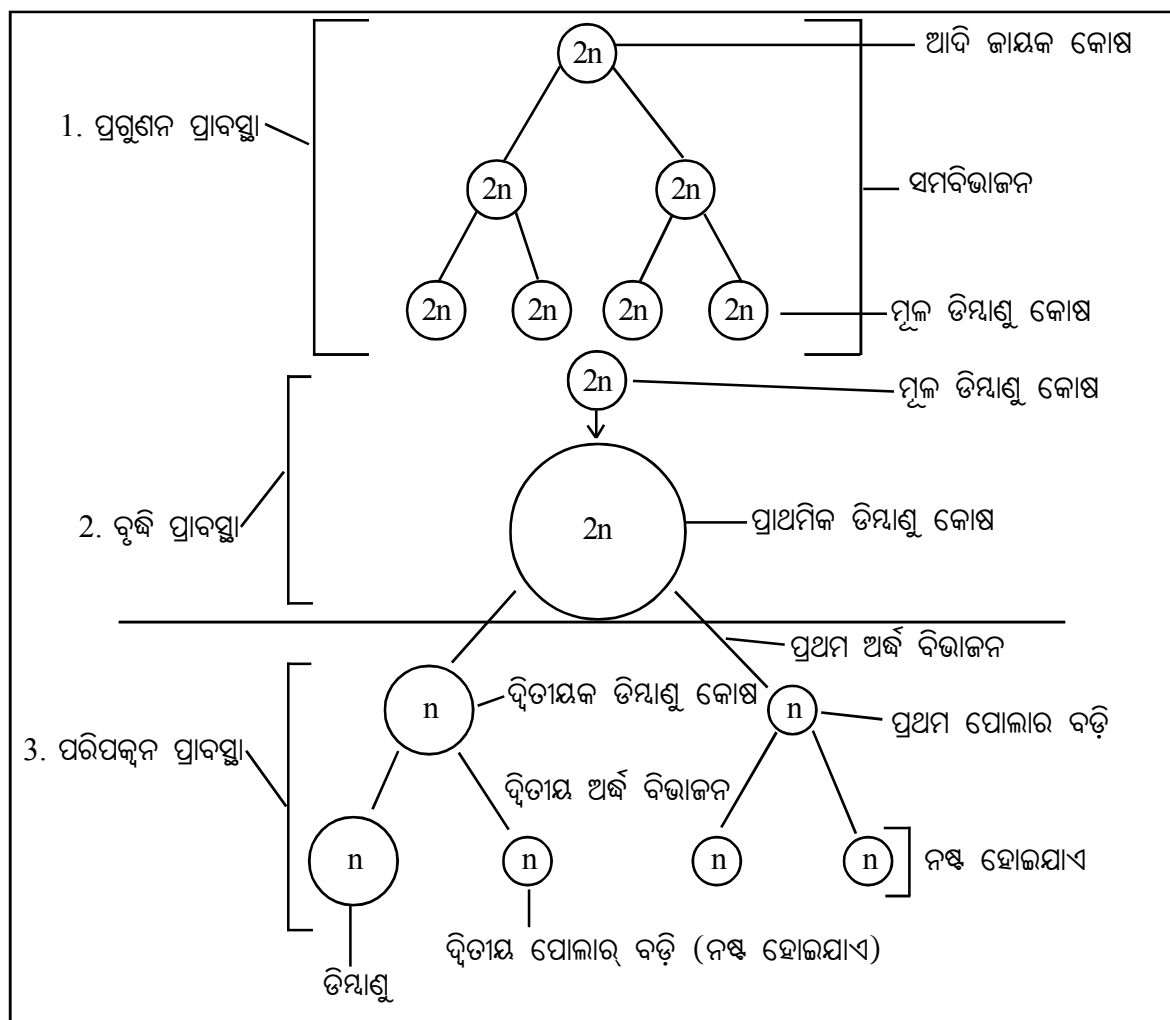 2n
ଆଦି ଜାୟକ କୋଷ
1. ପ୍ରଗୁଣନ ପ୍ରାବସ୍ଥା
2n 2n
ସମବିଭାଜନ
2n 2n 2n 2n
ମୂଳ ଡିମ୍ବାଣୁ କୋଷ
2n
ମୂଳ ଡିମ୍ବାଣୁ କୋଷ
2. ବୃଦ୍ଧି ପ୍ରାବସ୍ଥା
2n
ପ୍ରାଥମିକ ଡିମ୍ବାଣୁ କୋଷ
ପ୍ରଥମ ଅର୍ଦ୍ଧ ବିଭାଜନ
n
ଦ୍ୱିତୀୟକ ଡିମ୍ବାଣୁ କୋଷ
n
ପ୍ରଥମ ପୋଲାର ବଡ଼ି
3. ପରିପକ୍ୱନ ପ୍ରାବସ୍ଥା
ଦ୍ୱିତୀୟ ଅର୍ଦ୍ଧ ବିଭାଜନ
n n n n
ନଷ୍ଟ ହୋଇଯାଏ
ଦ୍ୱିତୀୟ ପୋଲାର୍ ବଡ଼ି (ନଷ୍ଟ ହୋଇଯାଏ)
ଡିମ୍ବାଣୁ